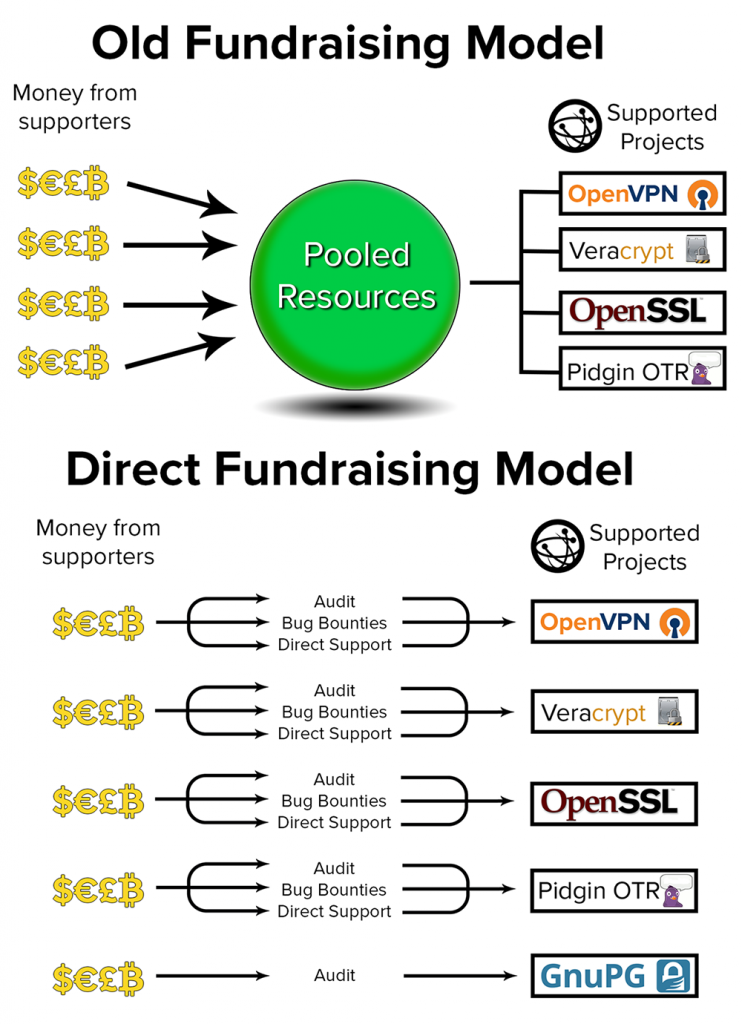 Old Fundraising Model
Money from
supporters
Supported
Projects
$€£₿
$€£₿
$€£₿
$€£₿
Pooled
Resources
OpenVPN
Veracrypt
OpenSSL™
Pidgin OTR
Direct Fundraising Model
Money from
supporters
Supported
Projects
$€£₿
Audit
Bug Bounties
Direct Support
OpenVPN
$€£₿
Audit
Bug Bounties
Direct Support
Veracrypt
$€£₿
Audit
Bug Bounties
Direct Support
OpenSSL™
$€£₿
Audit
Bug Bounties
Direct Support
Pidgin OTR
$€£₿
Audit
GnuPG